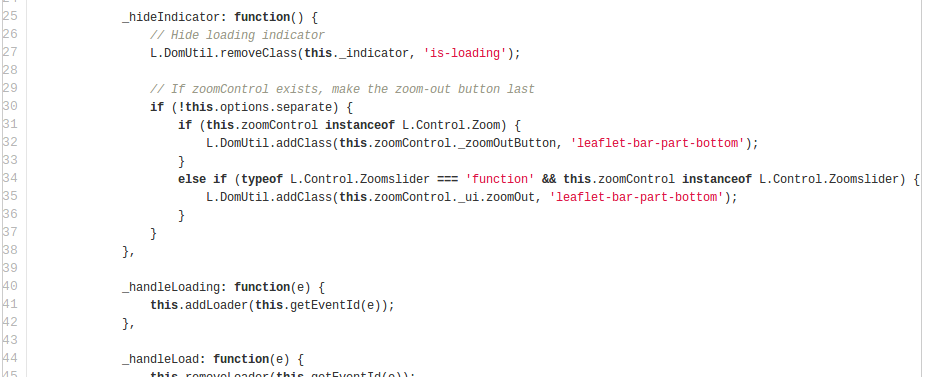 25 _hideIndicator: function() {
26 // Hide loading indicator
27 L.DomUtil.removeClass(this._indicator, 'is-loading');
28
29 // If zoomControl exists, make the zoom-out button last
30 if (!this.options.separate) {
31 if (this.zoomControl instanceof L.Control.Zoom) {
32 L.DomUtil.addClass(this.zoomControl._zoomOutButton, 'leaflet-bar-part-bottom');
33 }
34 else if (typeof L.Control.Zoomslider === 'function' && this.zoomControl instanceof L.Control.Zoomslider) {
35 L.DomUtil.addClass(this.zoomControl._ui.zoomOut, 'leaflet-bar-part-bottom');
36 }
37 }
38 },
39
40 _handleLoading: function(e) {
41 this.addLoader(this.getEventId(e));
42 },
43
44 _handleLoad: function(e) {
45 this.removeLoader(this.getEventId(e));